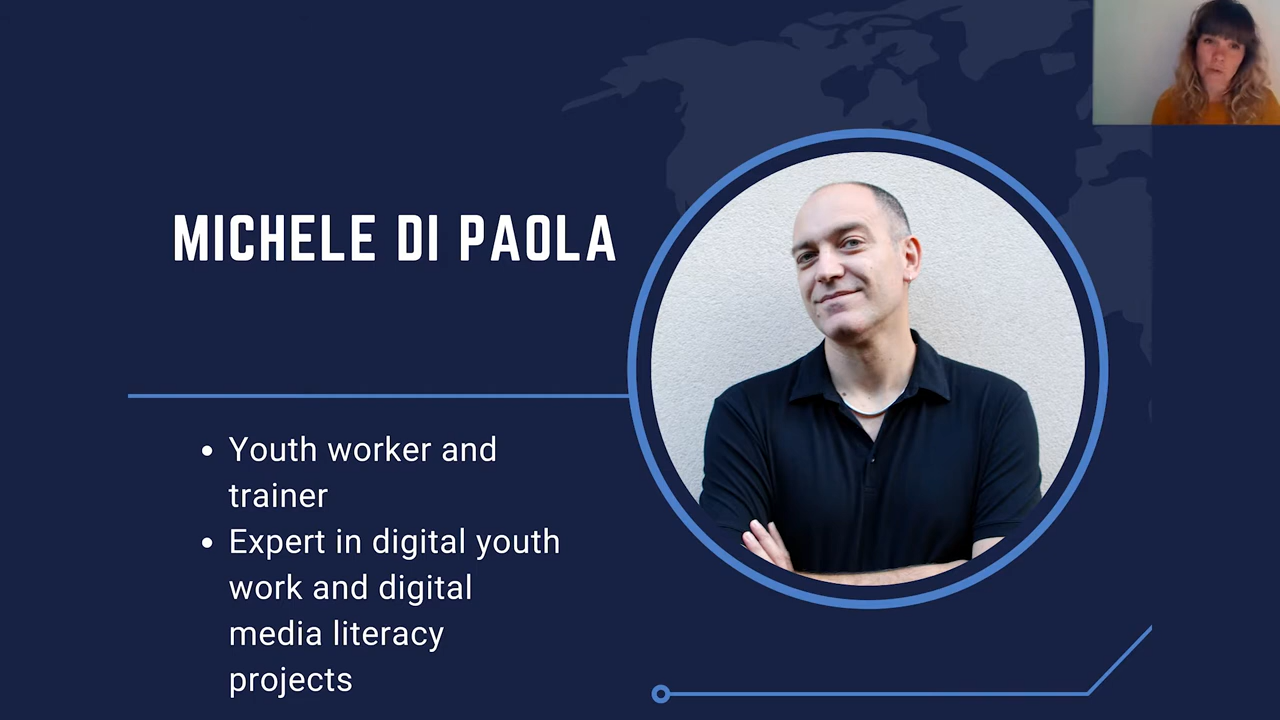 MICHELE DI PAOLA
• Youth worker and
trainer
• Expert in digital youth
work and digital
media literacy
projects